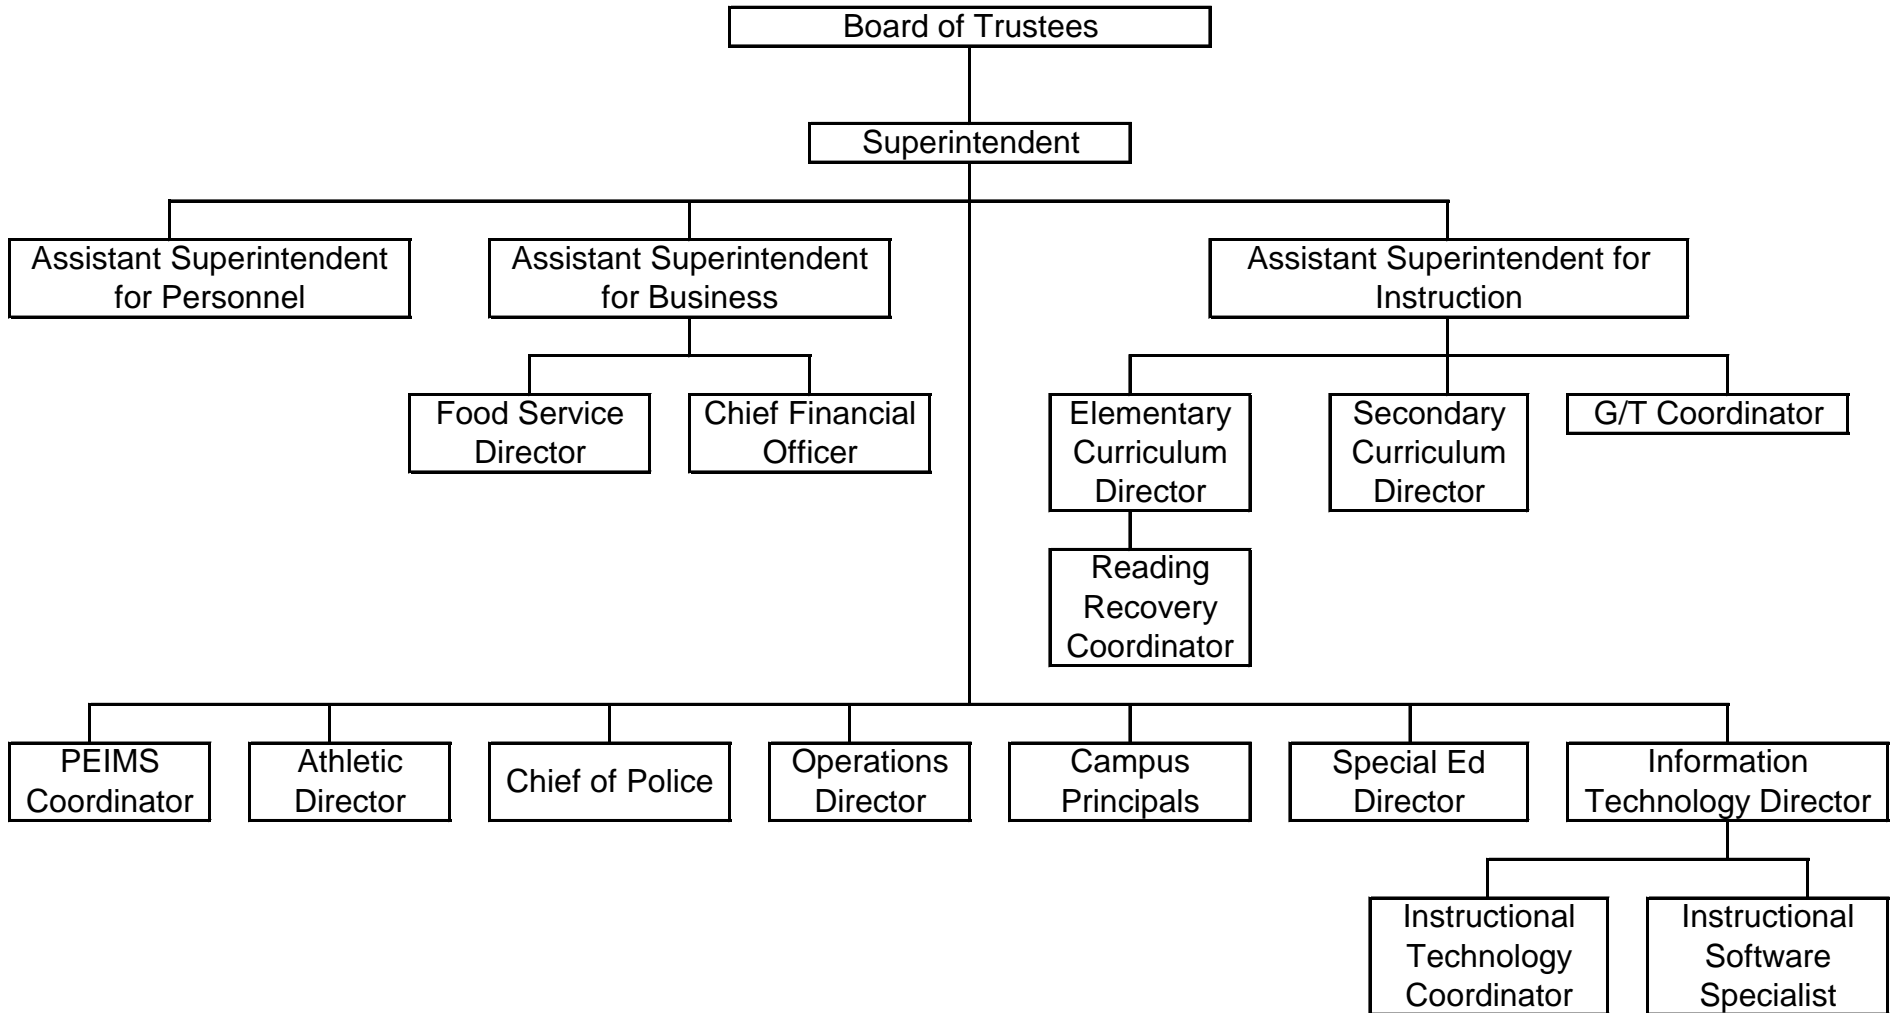 Board of Trustees
Superintendent
Assistant Superintendent
for Personnel
Assistant Superintendent
for Business
Assistant Superintendent for
Instruction
Food Service
Director
Chief Financial
Officer
Elementary
Curriculum
Director
Secondary
Curriculum
Director
G/T Coordinator
Reading
Recovery
Coordinator
PEIMS
Coordinator
Athletic
Director
Chief of Police
Operations
Director
Campus
Principals
Special Ed
Director
Information
Technology Director
Instructional
Technology
Coordinator
Instructional
Software
Specialist